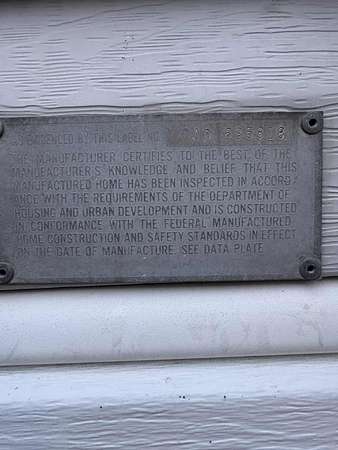 AS EVIDENCED BY THIS LABEL NO.
THE MANUFACTURER CERTIFIES TO THE BEST OF THE
MANUFACTURER'S KNOWLEDGE AND BELIEF THAT THIS
MANUFACTURED HOME HAS BEEN INSPECTED IN ACCORD-
ANCE WITH THE REQUIREMENTS OF THE DEPARTMENT OF
HOUSING AND URBAN DEVELOPMENT AND IS CONSTRUCTED
IN CONFORMANCE WITH THE FEDERAL MANUFACTURED
HOME CONSTRUCTION AND SAFETY STANDARDS IN EFFECT
ON THE DATE OF MANUFACTURE. SEE DATA PLATE